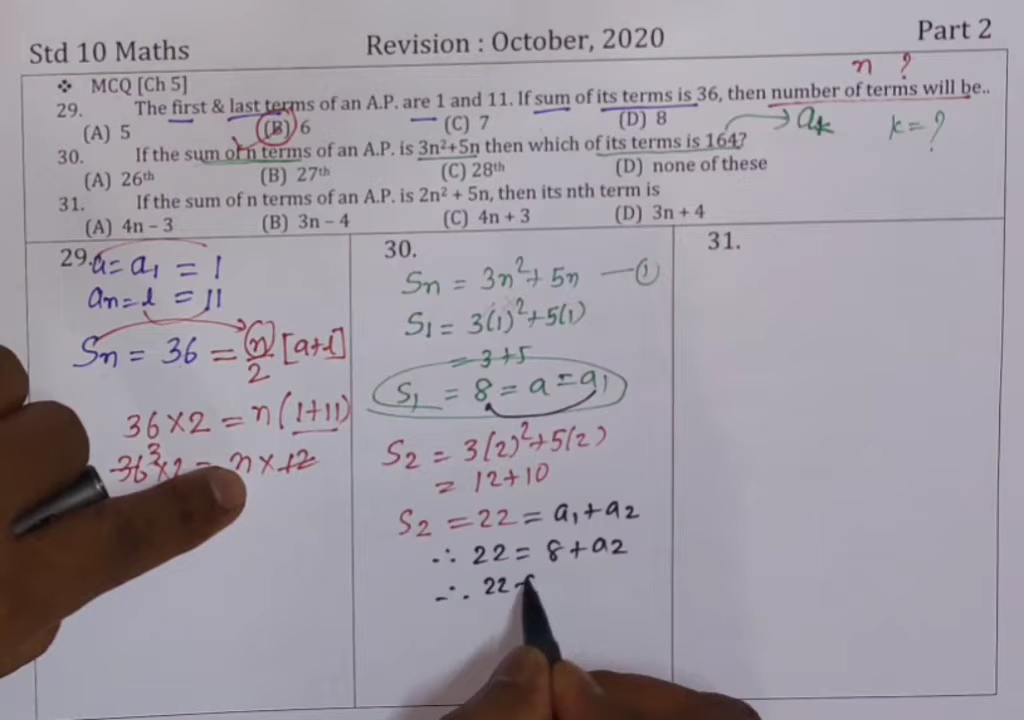 Std 10 Maths Revision : October, 2020 Part 2
❖ MCQ [Ch 5] n ?
29. The first & last terms of an A.P. are 1 and 11. If sum of its terms is 36, then number of terms will be..
(A) 5 (B) 6 (C) 7 (D) 8 → ak k = ?
30. If the sum of n terms of an A.P. is 3n²+5n then which of its terms is 164?
(A) 26th (B) 27th (C) 28th (D) none of these
31. If the sum of n terms of an A.P. is 2n² + 5n, then its nth term is
(A) 4n – 3 (B) 3n – 4 (C) 4n + 3 (D) 3n + 4
29. a = a₁ = 1
an = l = 11
Sn = 36 = n/2 [a+l]
36 × 2 = n (1+11)
36³ × 2 = n × 12
30.
Sn = 3n² + 5n —①
S₁ = 3(1)² + 5(1)
= 3+5
S₁ = 8 = a = a₁
S₂ = 3(2)² + 5(2)
= 12+10
S₂ = 22 = a₁ + a₂
∴ 22 = 8 + a₂
∴ 22
31.